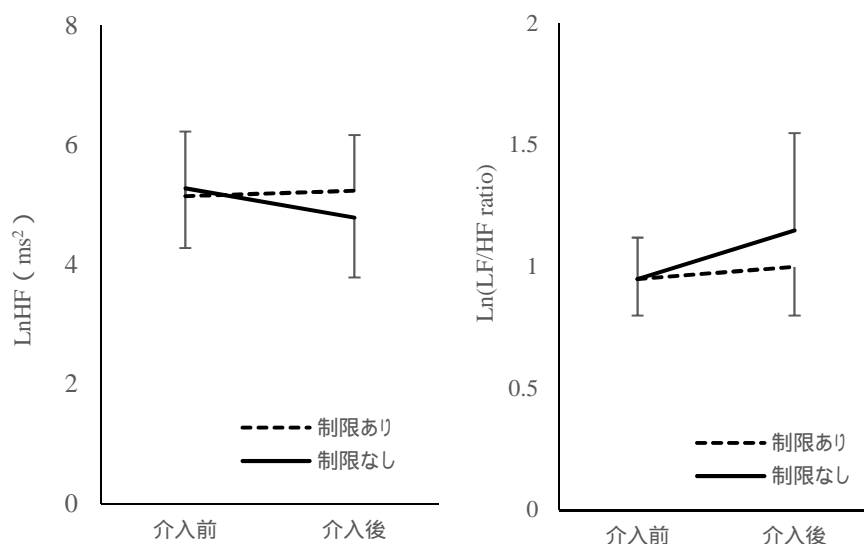 8
6
4
2
0
LnHF ( ms²)
介入前
介入後
制限あり
制限なし
2
1.5
1
0.5
0
Ln(LF/HF ratio)
介入前
介入後
制限あり
制限なし